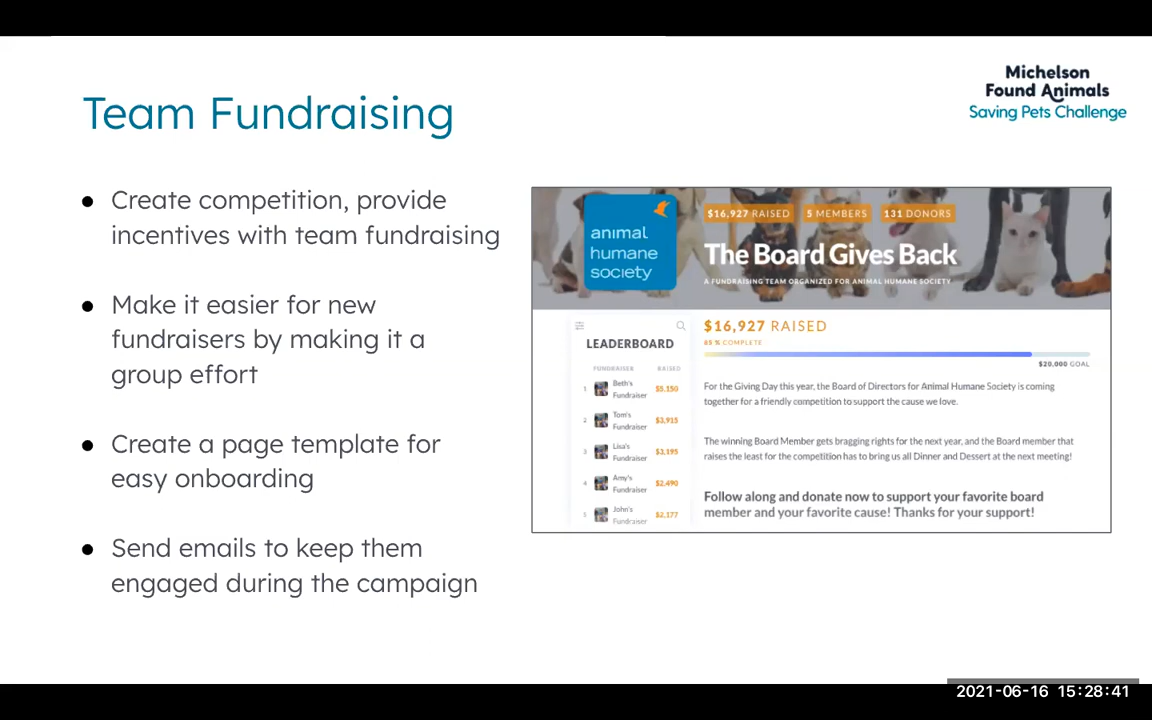 Michelson
Found Animals
Saving Pets Challenge
Team Fundraising
● Create competition, provide
incentives with team fundraising
● Make it easier for new
fundraisers by making it a
group effort
● Create a page template for
easy onboarding
● Send emails to keep them
engaged during the campaign
animal
humane
society
$16,927 RAISED 5 MEMBERS 131 DONORS
The Board Gives Back
A FUNDRAISING TEAM ORGANIZED FOR ANIMAL HUMANE SOCIETY
LEADERBOARD
FUNDRAISER RAISED
1 Beth's Fundraiser $5,150
2 Tom's Fundraiser $3,915
3 Lisa's Fundraiser $3,195
4 Amy's Fundraiser $2,490
5 John's Fundraiser $2,177
$16,927 RAISED
85 % COMPLETE
$20,000 GOAL
For the Giving Day this year, the Board of Directors for Animal Humane Society is coming
together for a friendly competition to support the cause we love.
The winning Board Member gets bragging rights for the next year, and the Board member that
raises the least for the competition has to bring us all Dinner and Dessert at the next meeting!
Follow along and donate now to support your favorite board
member and your favorite cause! Thanks for your support!
2021-06-16 15:28:41